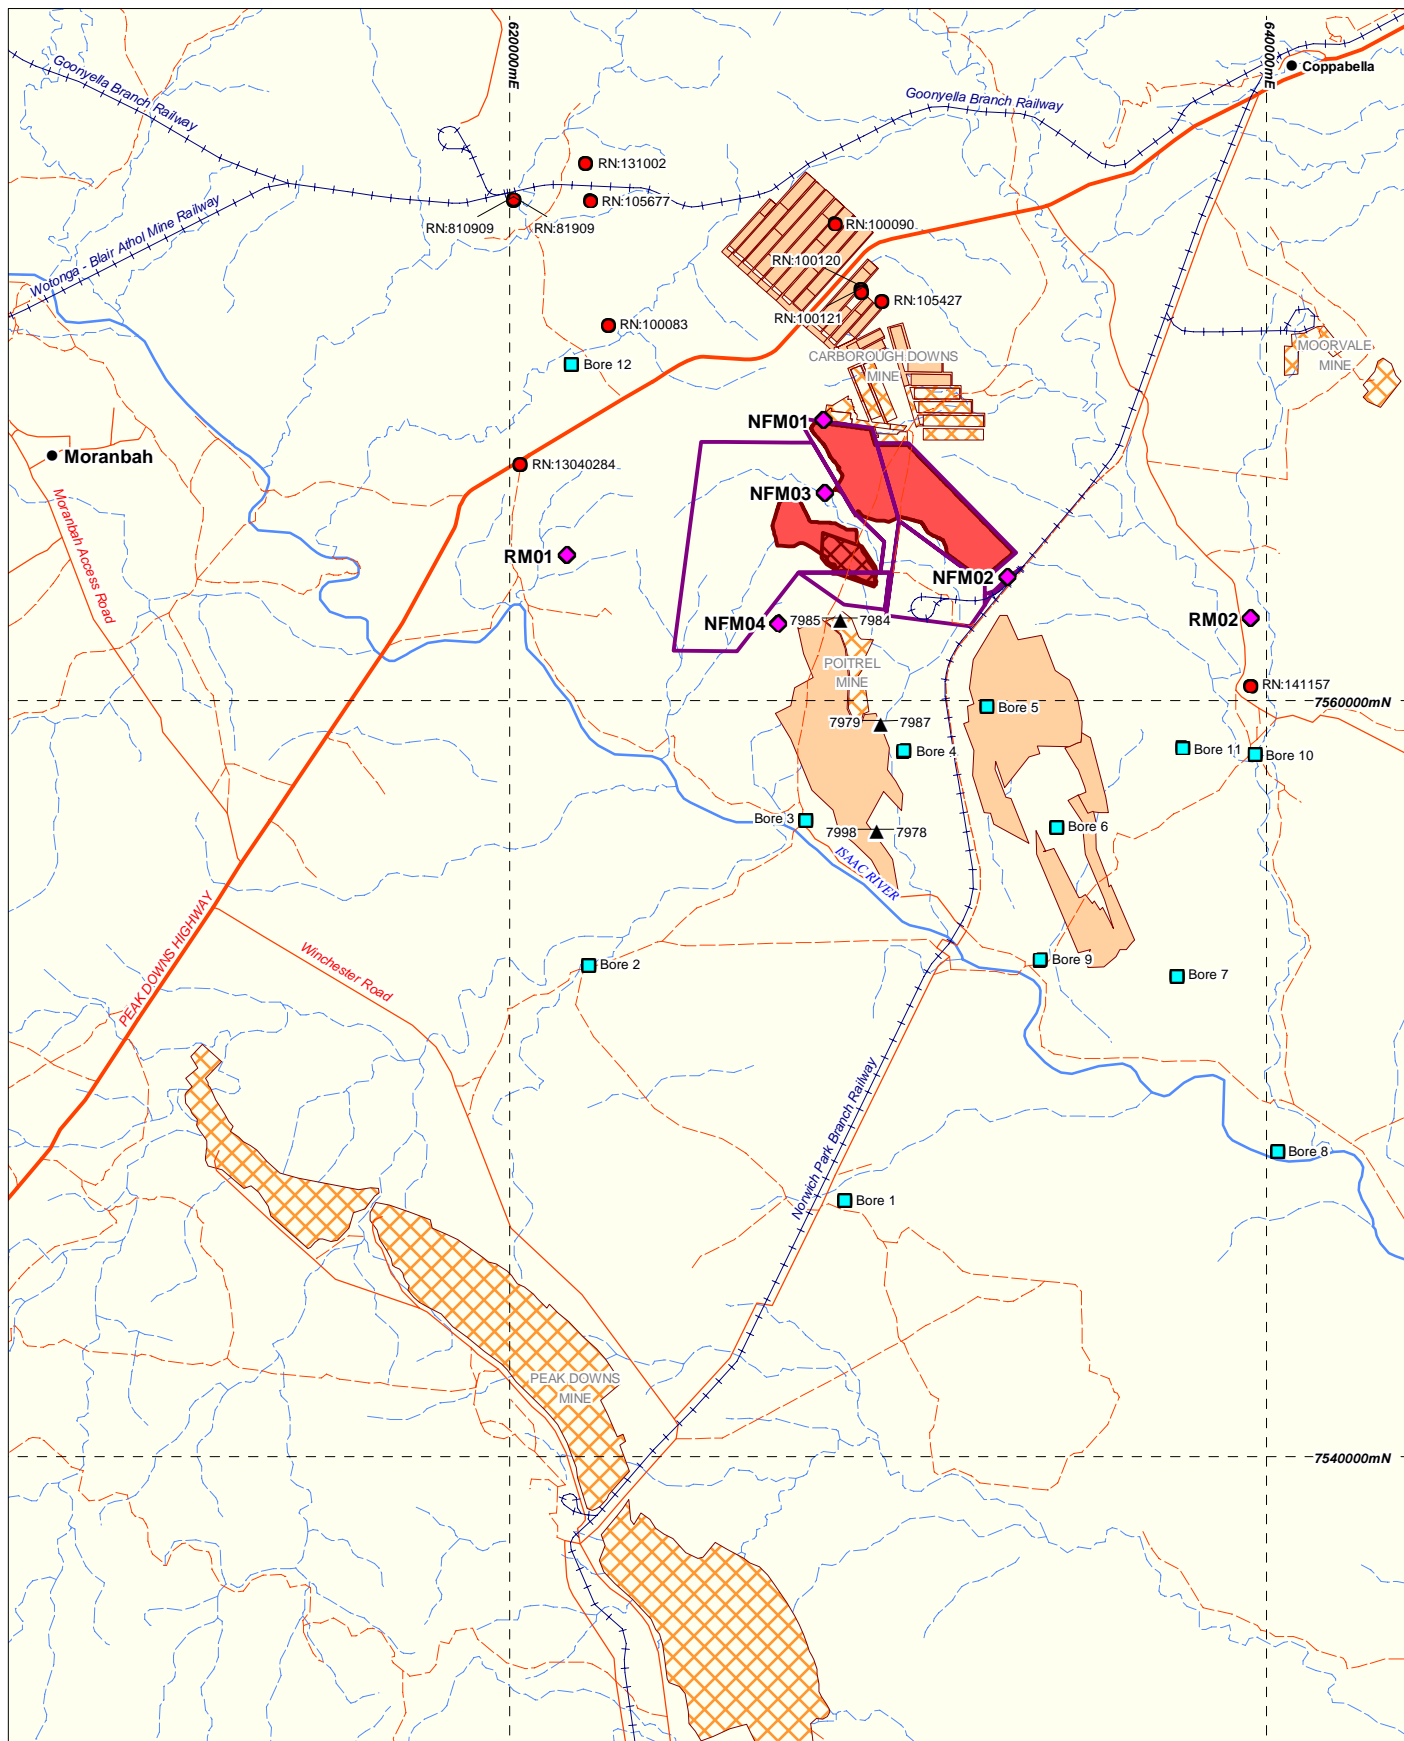 620000mE
640000mE
Coppabella
Goonyella Branch Railway
Goonyella Branch Railway
RN:131002
Wotonga - Blair Athol Mine Railway
RN:105677
RN:810909
RN:81909
RN:100090
RN:100120
RN:105427
RN:100121
RN:100083
CARBOROUGH DOWNS
MINE
MOORVALE
MINE
Bore 12
NFM01
Moranbah
RN:13040284
NFM03
Moranbah Access Road
RM01
NFM02
NFM04
7985
7984
RM02
POITREL
MINE
RN:141157
7560000mN
Bore 5
7979
7987
Bore 4
Bore 11
Bore 10
Bore 3
7998
7978
Bore 6
ISAAC RIVER
PEAK DOWNS HIGHWAY
Winchester Road
Bore 2
Bore 9
Bore 7
Norwich Park Branch Railway
Bore 8
Bore 1
PEAK DOWNS
MINE
7540000mN